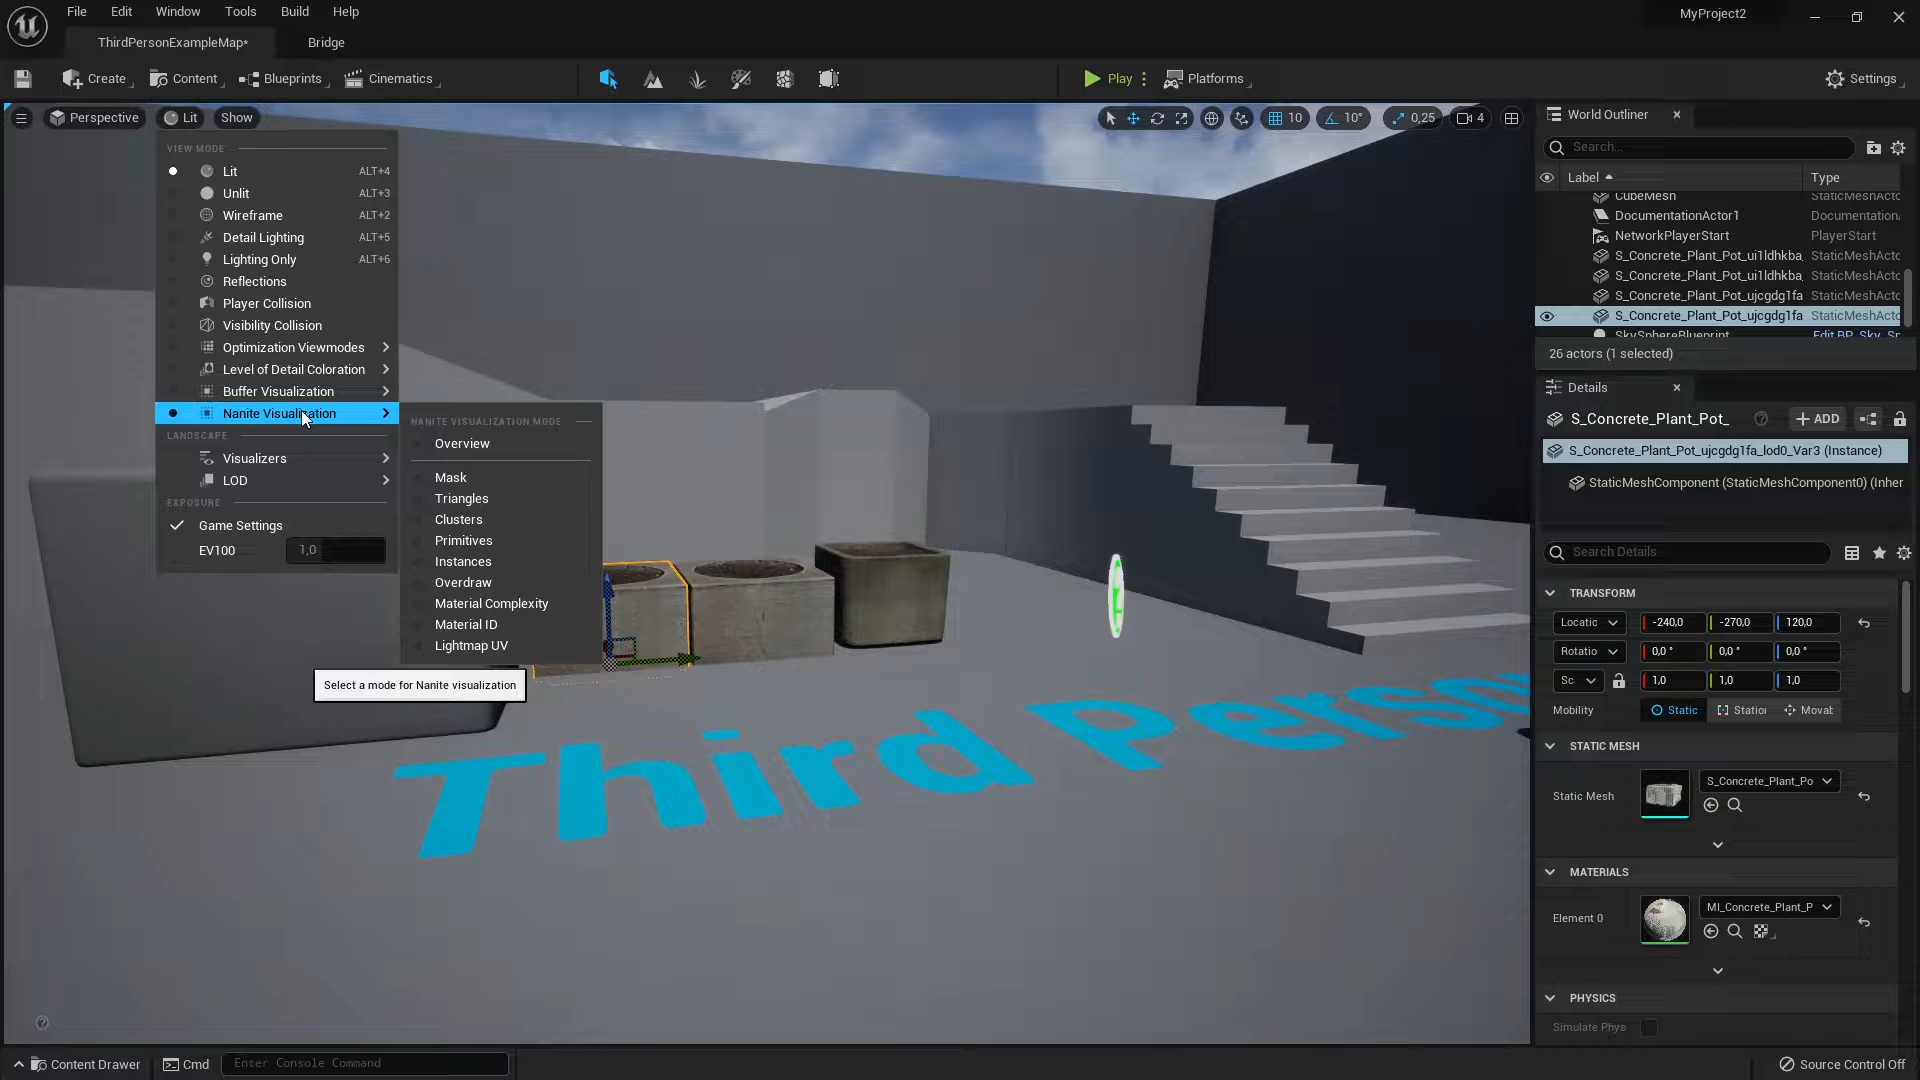 File Edit Window Tools Build Help
MyProject2
ThirdPersonExampleMap*
Bridge
Create
Content
Blueprints
Cinematics
Play
Platforms
Settings
Perspective
Lit
Show
10
10°
0,25
4
VIEW MODE
Lit ALT+4
Unlit ALT+3
Wireframe ALT+2
Detail Lighting ALT+5
Lighting Only ALT+6
Reflections
Player Collision
Visibility Collision
Optimization Viewmodes
Level of Detail Coloration
Buffer Visualization
Nanite Visualization
LANDSCAPE
Visualizers
LOD
EXPOSURE
Game Settings
EV100 1,0
NANITE VISUALIZATION MODE
Overview
Mask
Triangles
Clusters
Primitives
Instances
Overdraw
Material Complexity
Material ID
Lightmap UV
Select a mode for Nanite visualization
Third Perso
World Outliner
Search...
Label Type
CubeMesh StaticMeshActo
DocumentationActor1 Documentation
NetworkPlayerStart PlayerStart
S_Concrete_Plant_Pot_ui1ldhkba StaticMeshActo
S_Concrete_Plant_Pot_ui1ldhkba StaticMeshActo
S_Concrete_Plant_Pot_ujcgdg1fa StaticMeshActo
S_Concrete_Plant_Pot_ujcgdg1fa StaticMeshActo
SkySphereBlueprint Edit BP_Sky_Sp
26 actors (1 selected)
Details
S_Concrete_Plant_Pot_
ADD
S_Concrete_Plant_Pot_ujcgdg1fa_lod0_Var3 (Instance)
StaticMeshComponent (StaticMeshComponent0) (Inher
Search Details
TRANSFORM
Locatic -240,0 -270,0 120,0
Rotatio 0,0 ° 0,0 ° 0,0 °
Sc 1,0 1,0 1,0
Mobility Static Station Movab
STATIC MESH
Static Mesh S_Concrete_Plant_Po
MATERIALS
Element 0 MI_Concrete_Plant_P
PHYSICS
Simulate Phys
Content Drawer
Cmd
Enter Console Command
Source Control Off